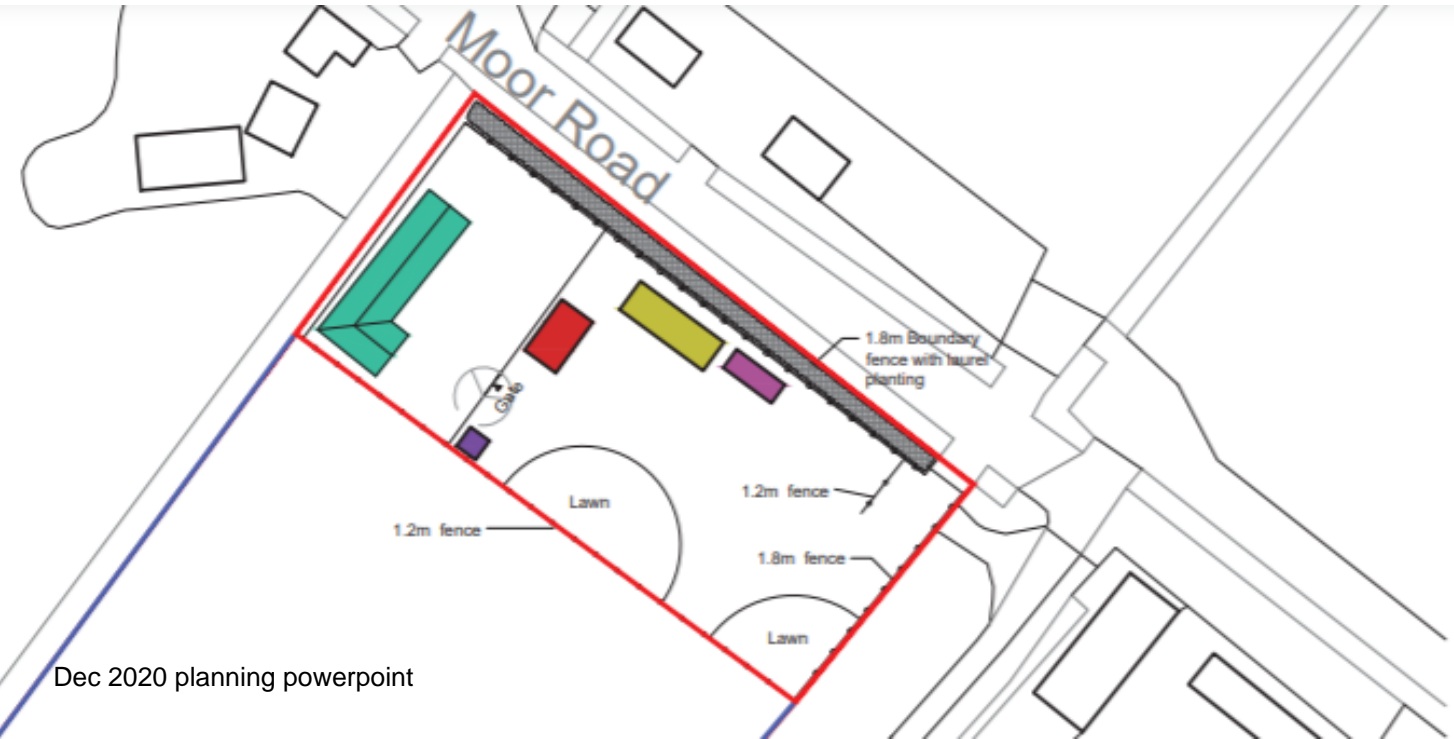 Moor Road
1.8m Boundary
fence with laurel
planting
Gate
1.2m fence
Lawn
1.2m fence
1.8m fence
Lawn
Dec 2020 planning powerpoint